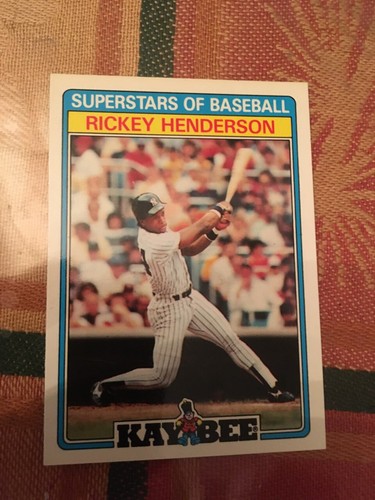 SUPERSTARS OF BASEBALL
RICKEY HENDERSON
KAY BEE